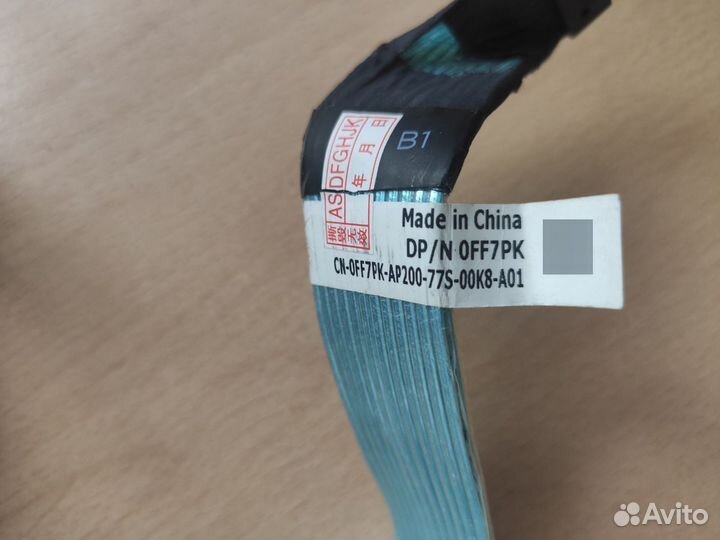 B1
ASDFGHJK
年 月 日
撕毁无效
Made in China
DP/N 0FF7PK
CN-0FF7PK-AP200-77S-00K8-A01
Avito